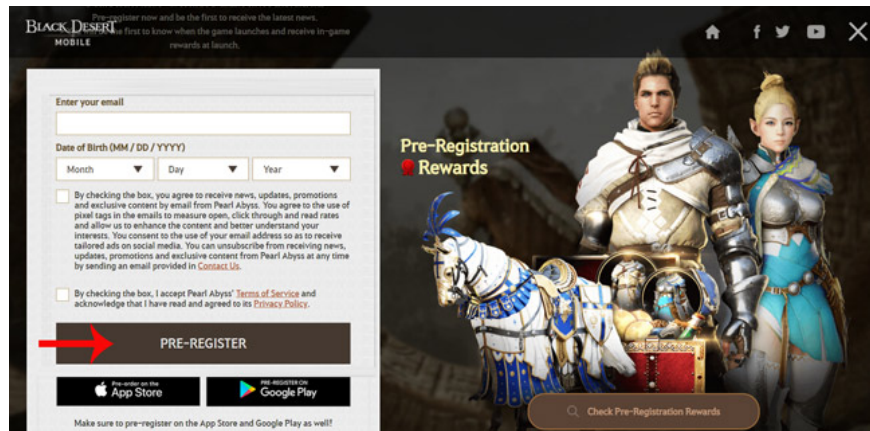 Pre-register now and be the first to receive the latest news.
BLACK DESERT
MOBILE
the first to know when the game launches and receive in-game
rewards at launch.
Enter your email
Date of Birth (MM / DD / YYYY)
Month Day Year
By checking the box, you agree to receive news, updates, promotions
and exclusive content by email from Pearl Abyss. You agree to the use of
pixel tags in the emails to measure open, click through and read rates
and allow us to enhance the content and better understand your
interests. You consent to the use of your email address so as to receive
tailored ads on social media. You can unsubscribe from receiving news,
updates, promotions and exclusive content from Pearl Abyss at any time
by sending an email provided in Contact Us.
By checking the box, I accept Pearl Abyss' Terms of Service and
acknowledge that I have read and agreed to its Privacy Policy.
PRE-REGISTER
Pre-order on the
App Store
PRE-REGISTER ON
Google Play
Make sure to pre-register on the App Store and Google Play as well!
Pre-Registration
Rewards
Check Pre-Registration Rewards